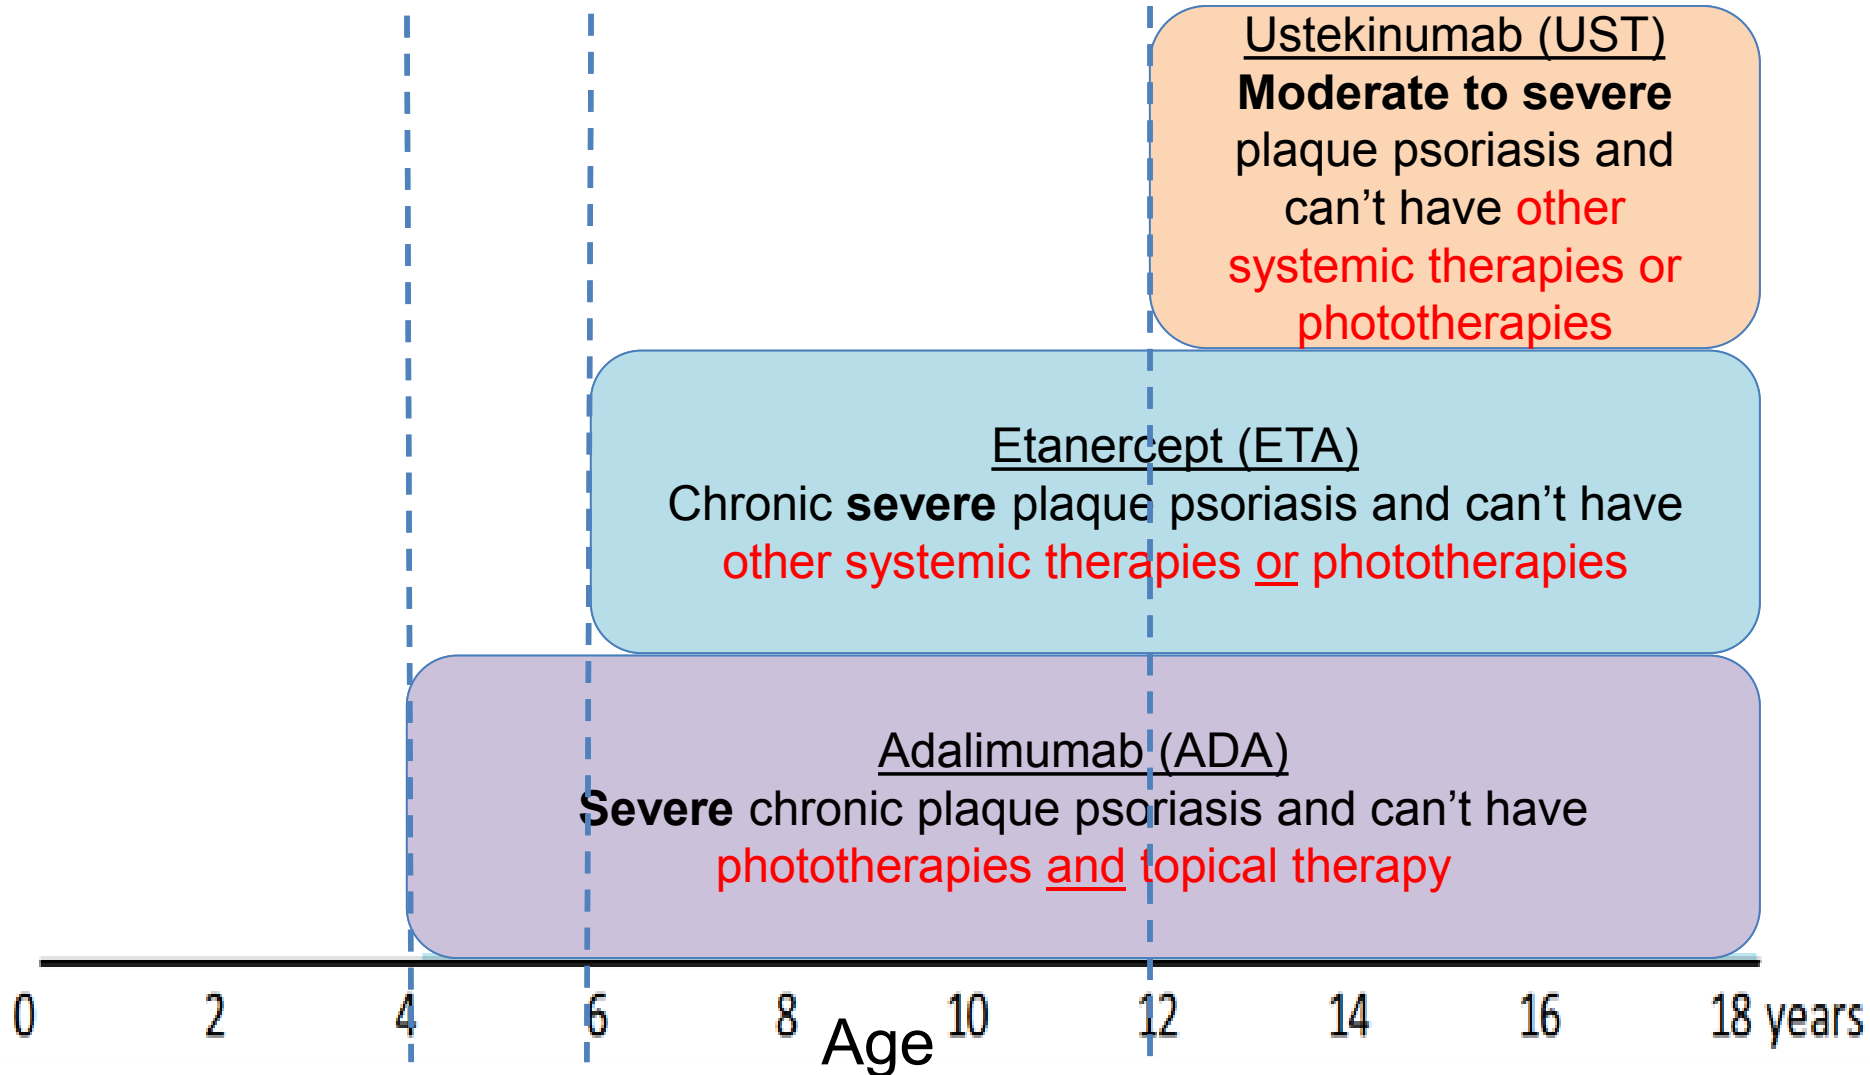 Ustekinumab (UST)
Moderate to severe
plaque psoriasis and
can’t have other
systemic therapies or
phototherapies
Etanercept (ETA)
Chronic severe plaque psoriasis and can’t have
other systemic therapies or phototherapies
Adalimumab (ADA)
Severe chronic plaque psoriasis and can’t have
phototherapies and topical therapy
0 2 4 6 8 10 12 14 16 18 years
Age